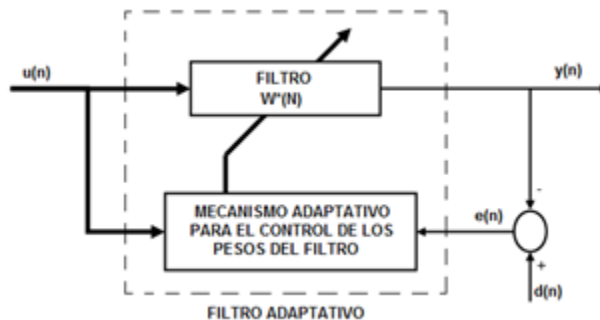 u(n)
FILTRO
W*(N)
y(n)
-
MECANISMO ADAPTATIVO
PARA EL CONTROL DE LOS
PESOS DEL FILTRO
e(n)
+
d(n)
FILTRO ADAPTATIVO